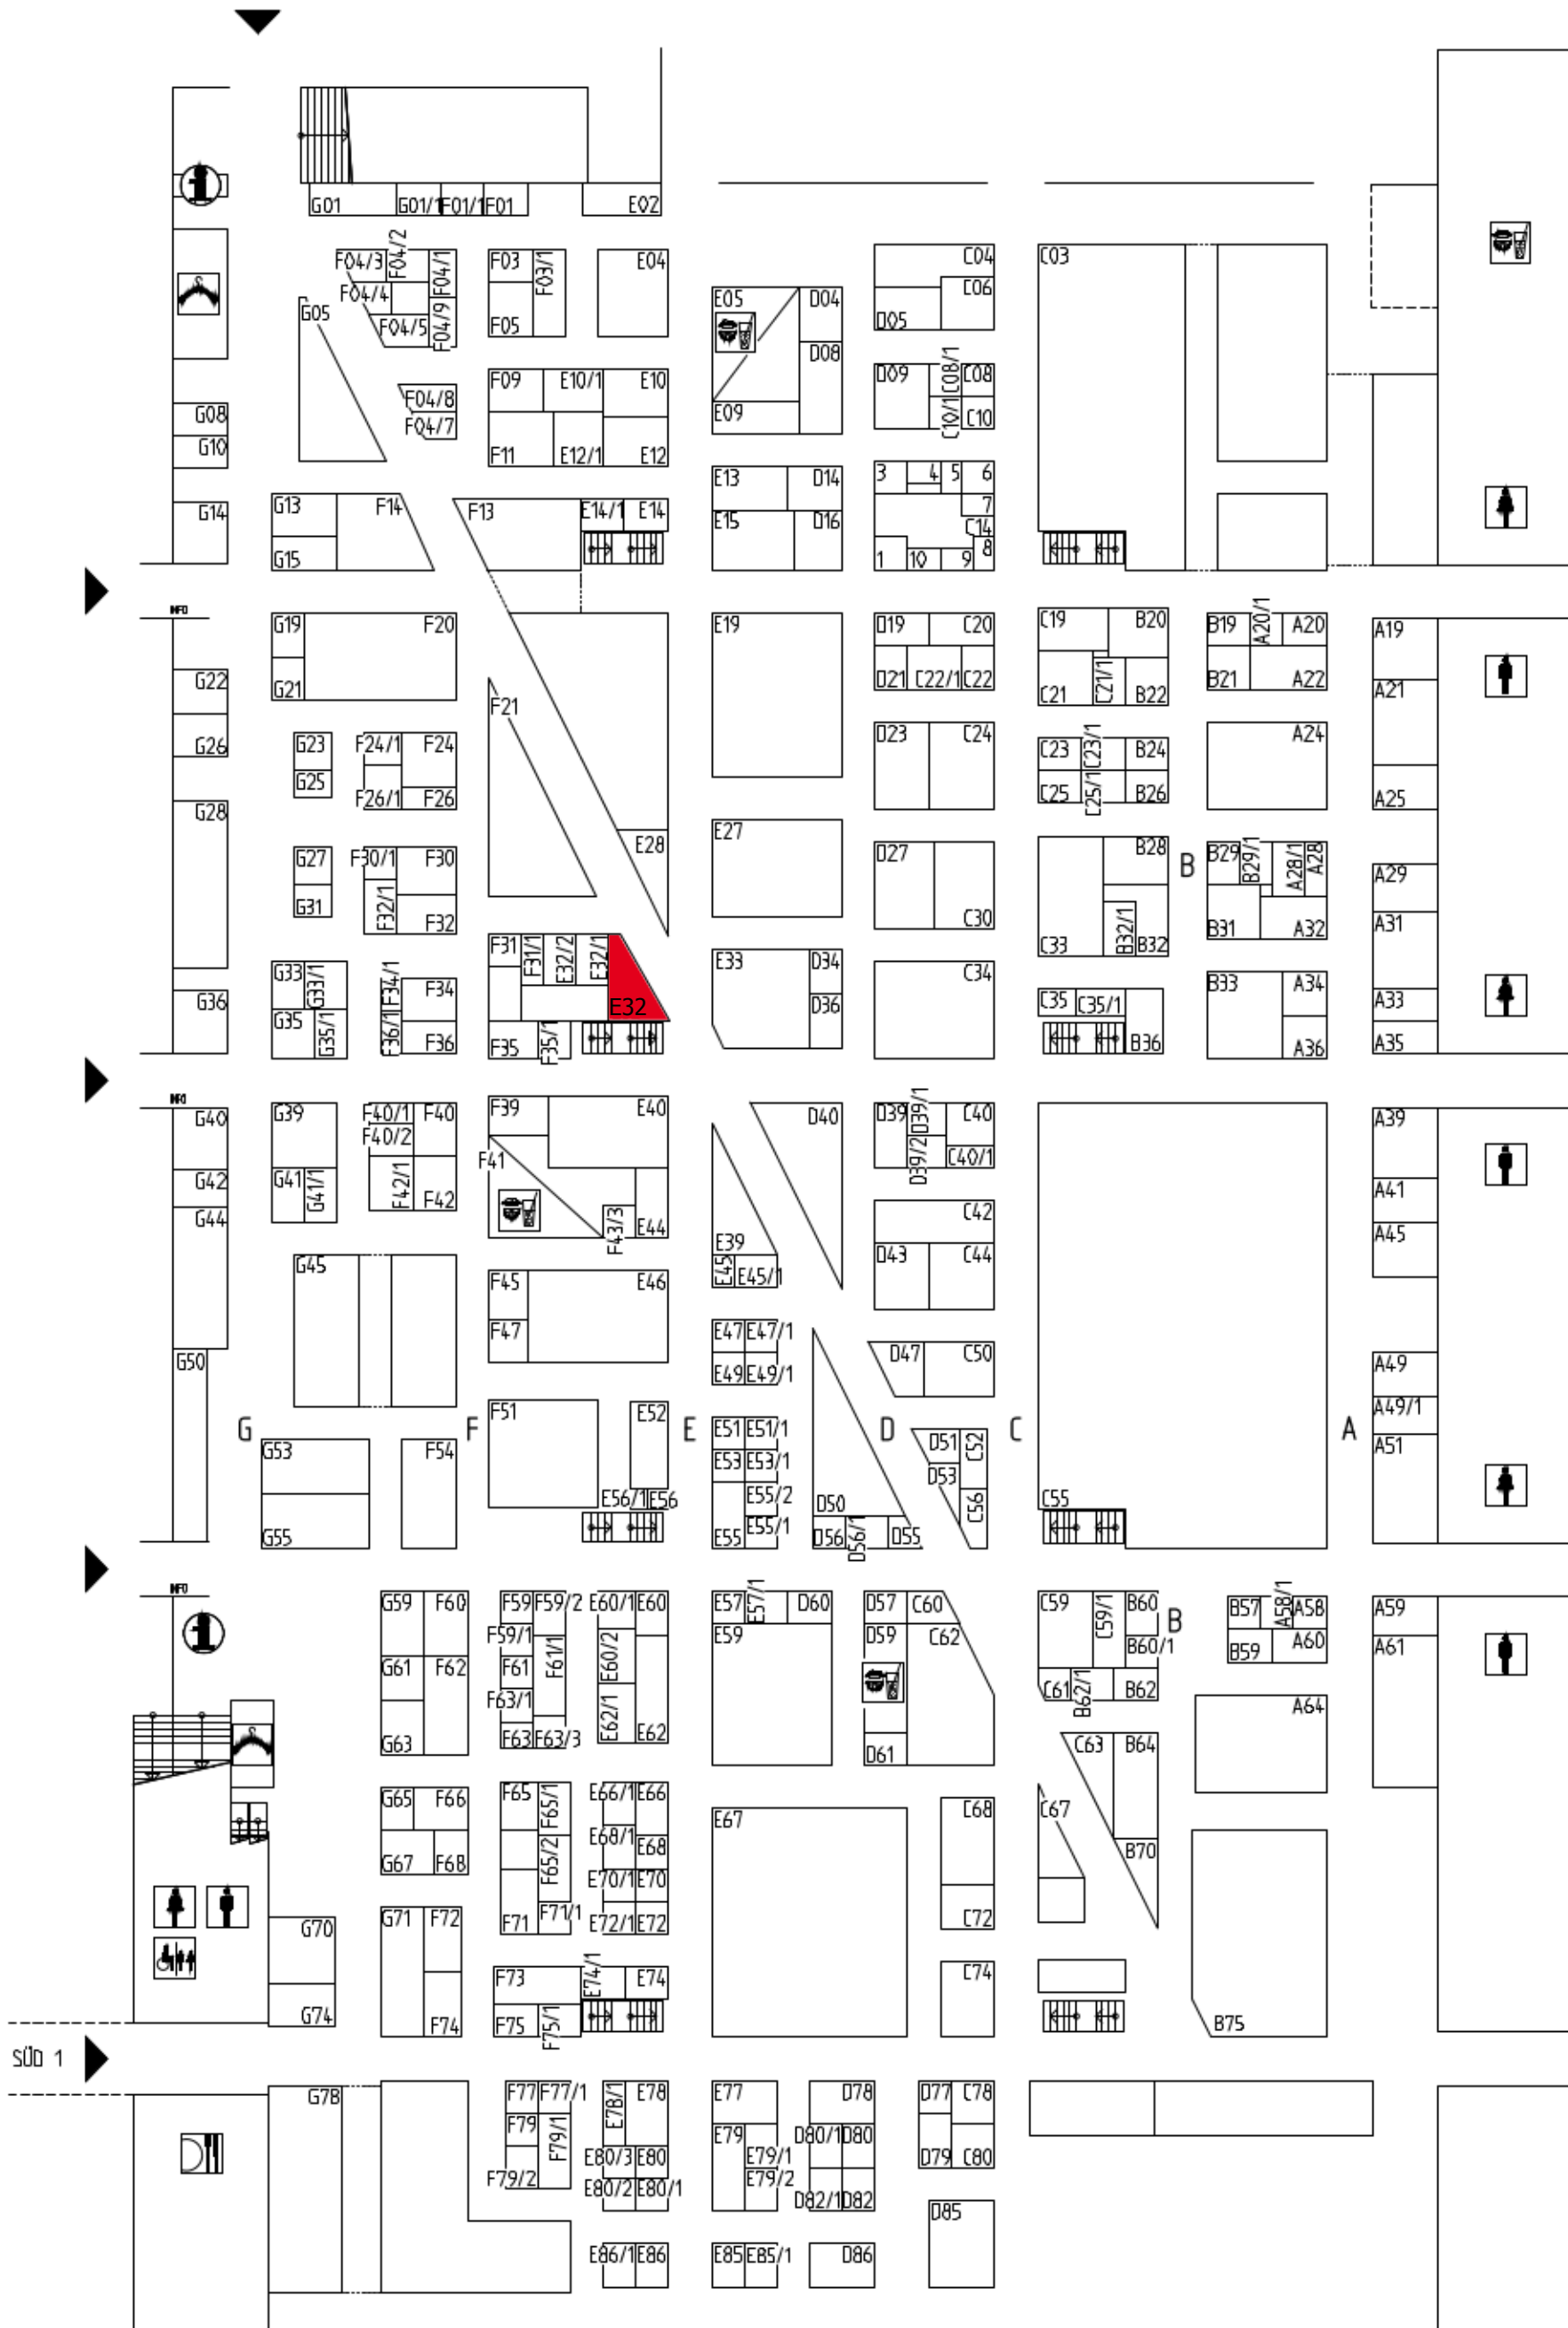 G01 G01/1 F01/1 F01 E02
F04/3 F04/2 F04/1 F03 F03/1 E04 C04 C03
F04/4 C06
G05 F04/5 F04/9 F05 E05 D04 D05
D08
F09 E10/1 E10 D09 C08/1 C08
F04/8 E09
G08 F04/7 C10/1 C10
G10 F11 E12/1 E12
E13 D14 3 4 5 6
G14 G13 F14 F13 E14/1 E14 E15 D16 7
C14
G15 1 10 9 8
INFO
G19 F20 E19 D19 C20 C19 B20 B19 A20/1 A20 A19
G22 G21 D21 C22/1 C22 C21 C21/1 B22 B21 A22 A21
F21
G26 G23 F24/1 F24 D23 C24 C23 C23/1 B24 A24
G25 F26/1 F26 C25 C25/1 B26 A25
G28 E28 E27
G27 F30/1 F30 D27 B28 B B29 B29/1 A28/1 A28 A29
G31 F32/1 F32 C30 B31 A32 A31
F31 F31/1 E32/2 E32/1 C33 B32/1 B32
G33 G33/1 F34/1 F34 E33 D34 C34 B33 A34
G36 G35 G35/1 F36/1 F36 E32 D36 C35 C35/1 A33
F35 F35/1 B36 A36 A35
INFO
G40 G39 F40/1 F40 F39 E40 D40 D39 D39/1 C40 A39
F40/2
G42 G41 G41/1 F42/1 F42 F41 D39/2 C40/1 A41
G44 F43/3 E44 C42 A45
G45 E39 D43 C44
F45 E46 E45 E45/1
F47 E47 E47/1 D47 C50
G50 E49 E49/1 A49
F51 E52 A49/1
G F E E51 E51/1 D D51 C52 C A A51
G53 F54 E53 E53/1 D53
E56/1 E56 E55/2 D50 C56 C55
G55 E55 E55/1 D56 D56/1 D55
INFO
G59 F60 F59 F59/2 E60/1 E60 E57 E57/1 D60 D57 C60 C59 C59/1 B60 B B57 A58/1 A58 A59
F59/1 E59 D59 C62 B60/1 B59 A60 A61
G61 F62 F61 F61/1 E60/2
F63/1 C61 B62/1 B62 A64
G63 F63 F63/3 E62/1 E62 D61 C63 B64
G65 F66 F65 F65/1 E66/1 E66 E67 C68 C67
G67 F68 F65/2 E68/1 E68 B70
E70/1 E70
G70 G71 F72 F71 F71/1 E72/1 E72 C72
F73 E74/1 E74 C74
G74 F74 F75 F75/1 B75
SÜD 1
G78 F77 F77/1 E78/1 E78 E77 D78 D77 C78
F79 F79/1 E79 D80/1 D80
F79/2 E80/3 E80 E79/1 D79 C80
E80/2 E80/1 E79/2 D82/1 D82
D85
E86/1 E86 E85 E85/1 D86